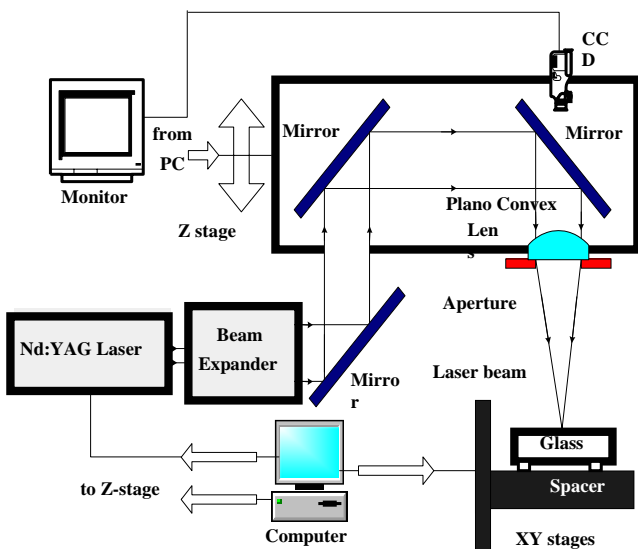 CC
D
from
Mirror
Mirror
PC
Monitor
Plano Convex
Z stage
Len
s
Aperture
Beam
Expander
Nd:YAG Laser
Mirro
r
Laser beam
Glass
to Z-stage
Spacer
Computer
XY stages